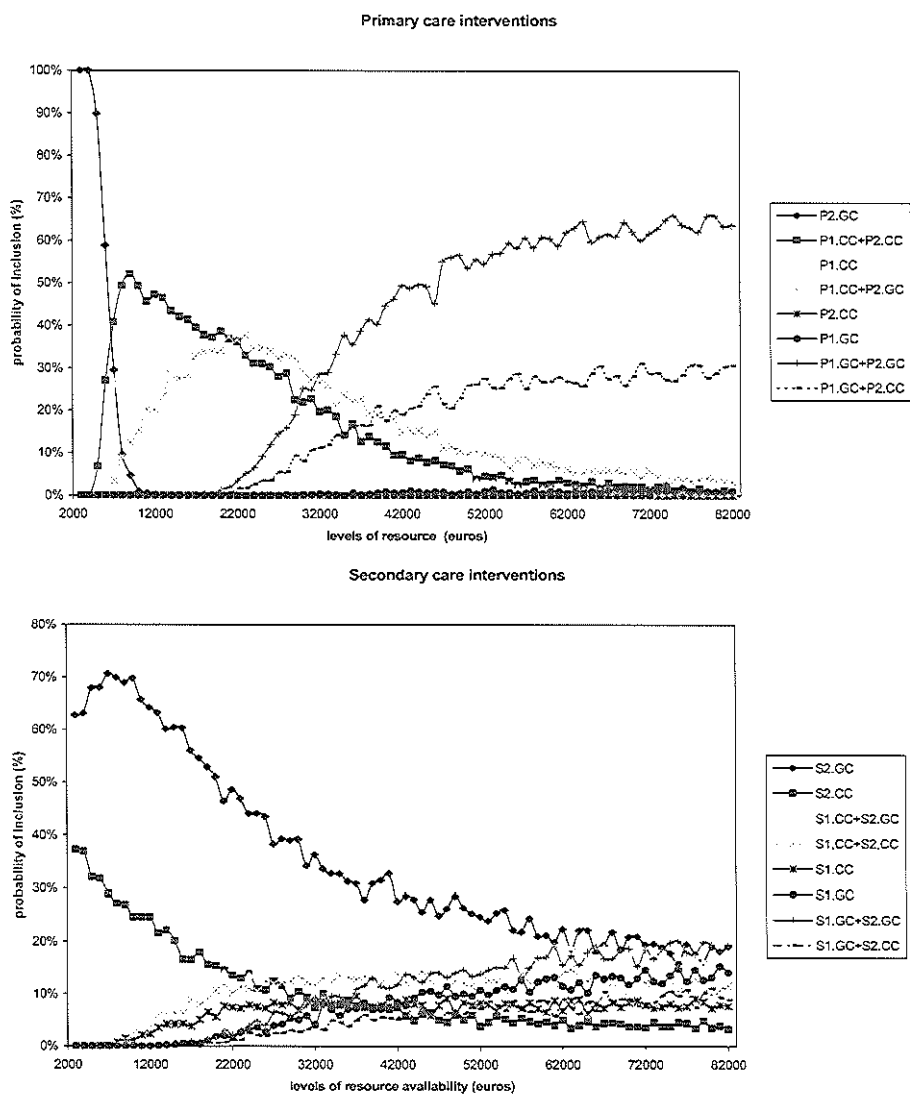 Primary care interventions
100%
90%
80%
70%
60%
50%
40%
30%
20%
10%
0%
probability of inclusion (%)
2000 12000 22000 32000 42000 52000 62000 72000 82000
levels of resource (euros)
P2.GC
P1.CC+P2.CC
P1.CC
P1.CC+P2.GC
P2.CC
P1.GC
P1.GC+P2.GC
P1.GC+P2.CC
Secondary care interventions
80%
70%
60%
50%
40%
30%
20%
10%
0%
probability of inclusion (%)
2000 12000 22000 32000 42000 52000 62000 72000 82000
levels of resource availability (euros)
S2.GC
S2.CC
S1.CC+S2.GC
S1.CC+S2.CC
S1.CC
S1.GC
S1.GC+S2.GC
S1.GC+S2.CC